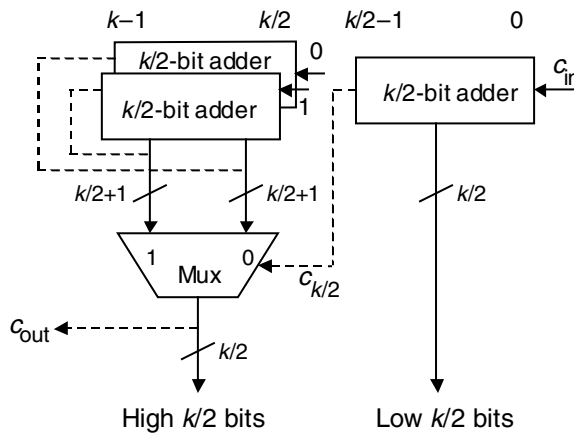 k−1 k/2 k/2−1 0
k/2-bit adder 0
k/2-bit adder 1
k/2-bit adder c_in
k/2+1 k/2+1 k/2
1 Mux 0
c_k/2
c_out
k/2
High k/2 bits Low k/2 bits